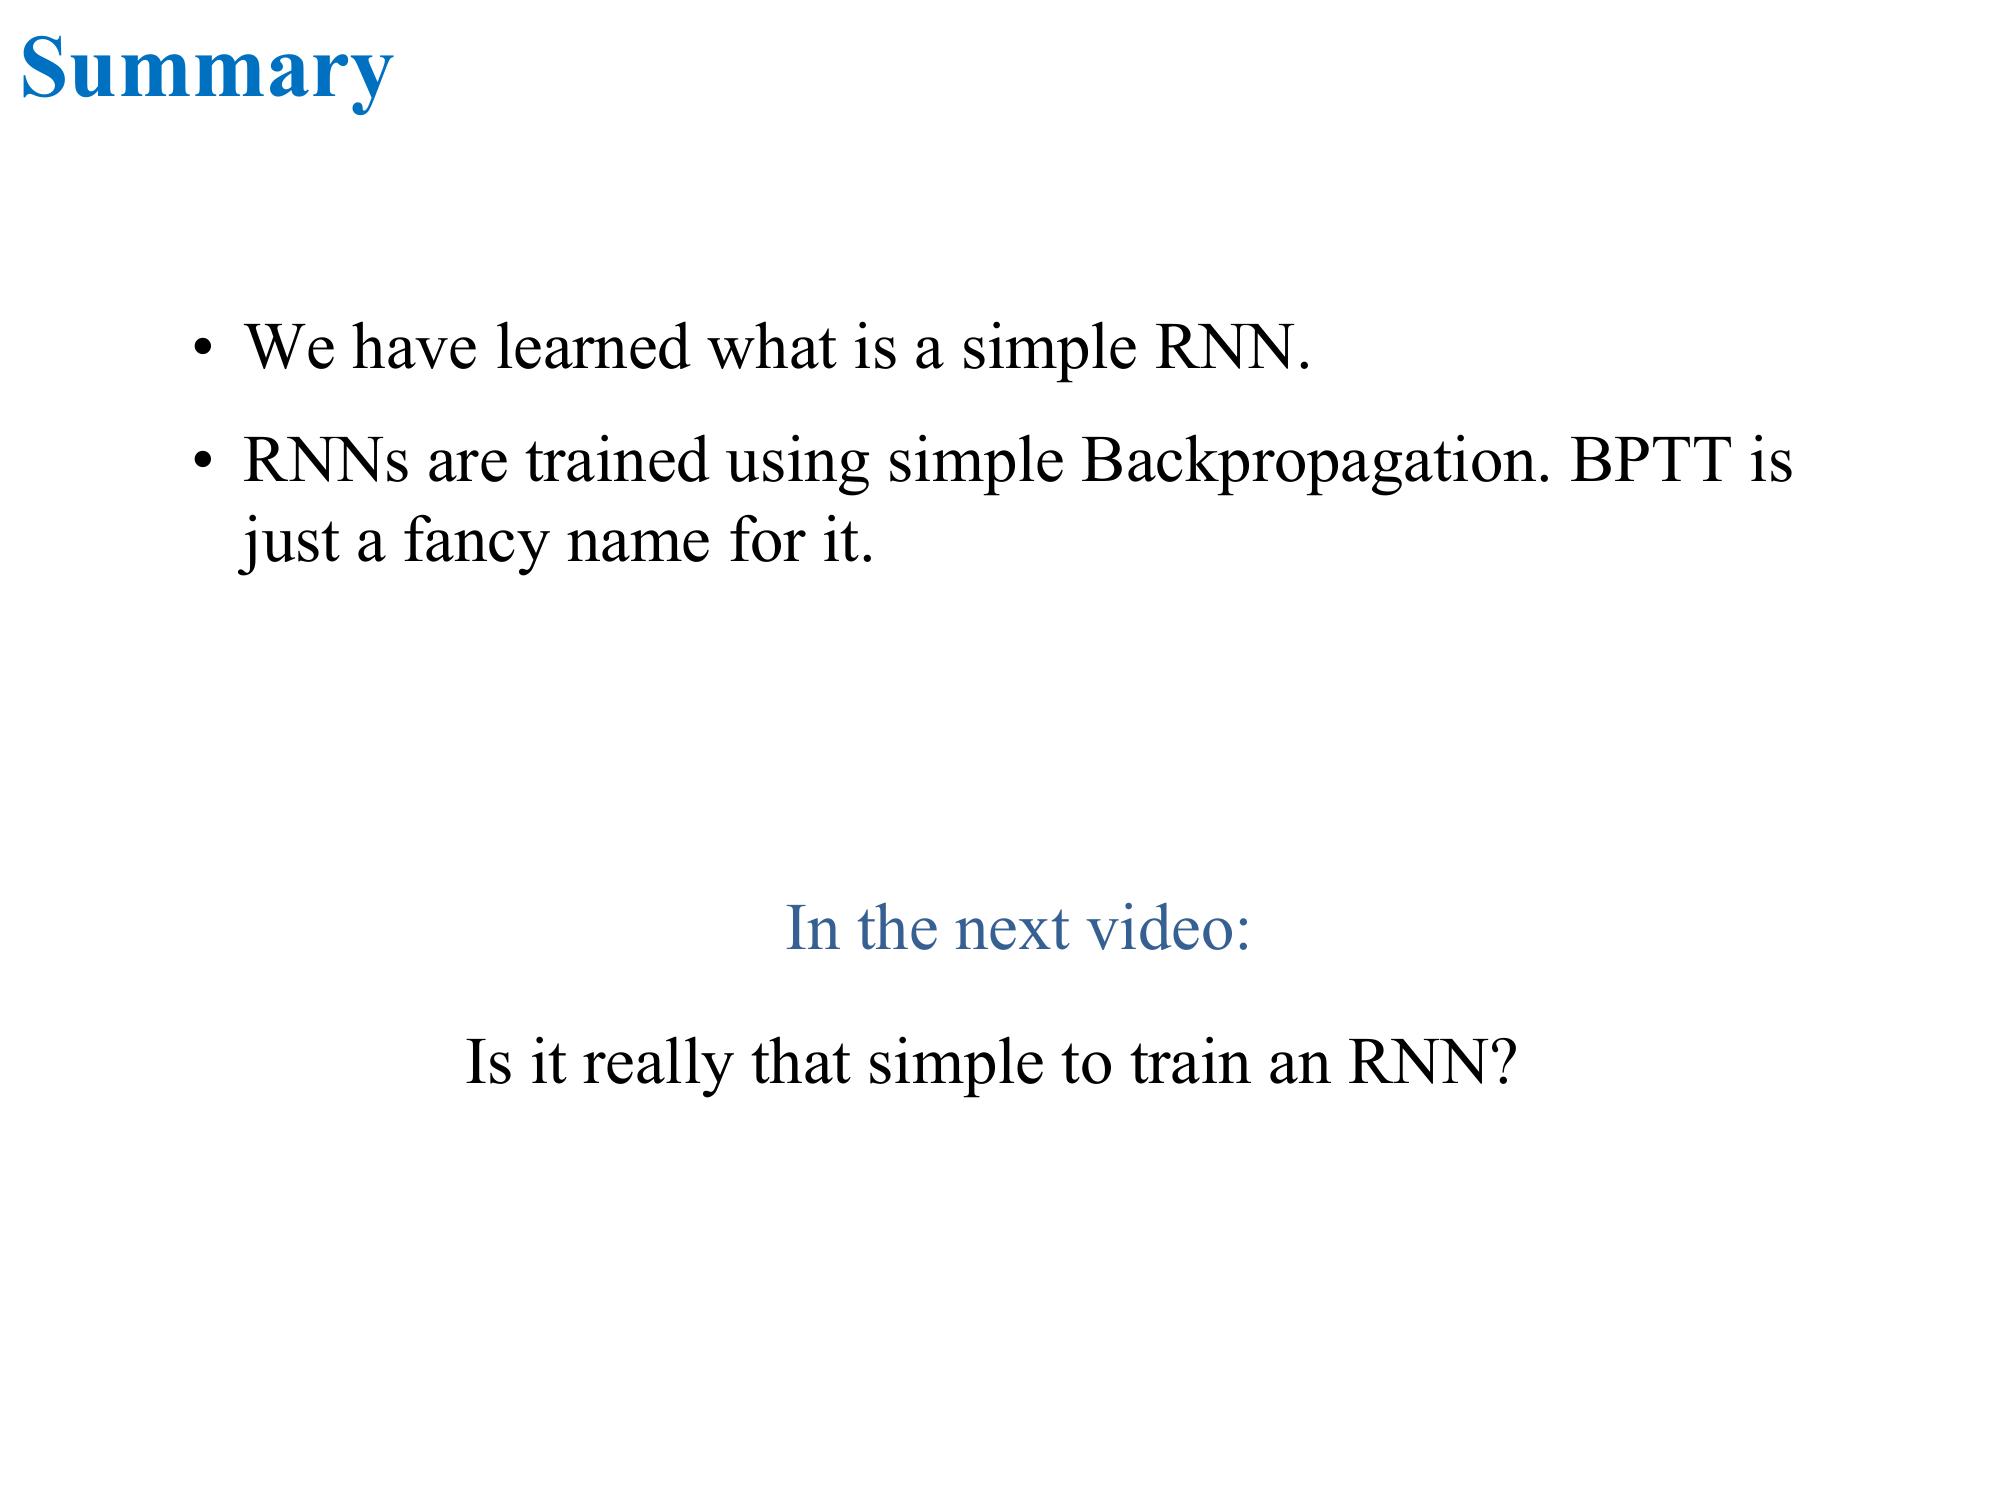 Summary
• We have learned what is a simple RNN.
• RNNs are trained using simple Backpropagation. BPTT is
just a fancy name for it.
In the next video:
Is it really that simple to train an RNN?